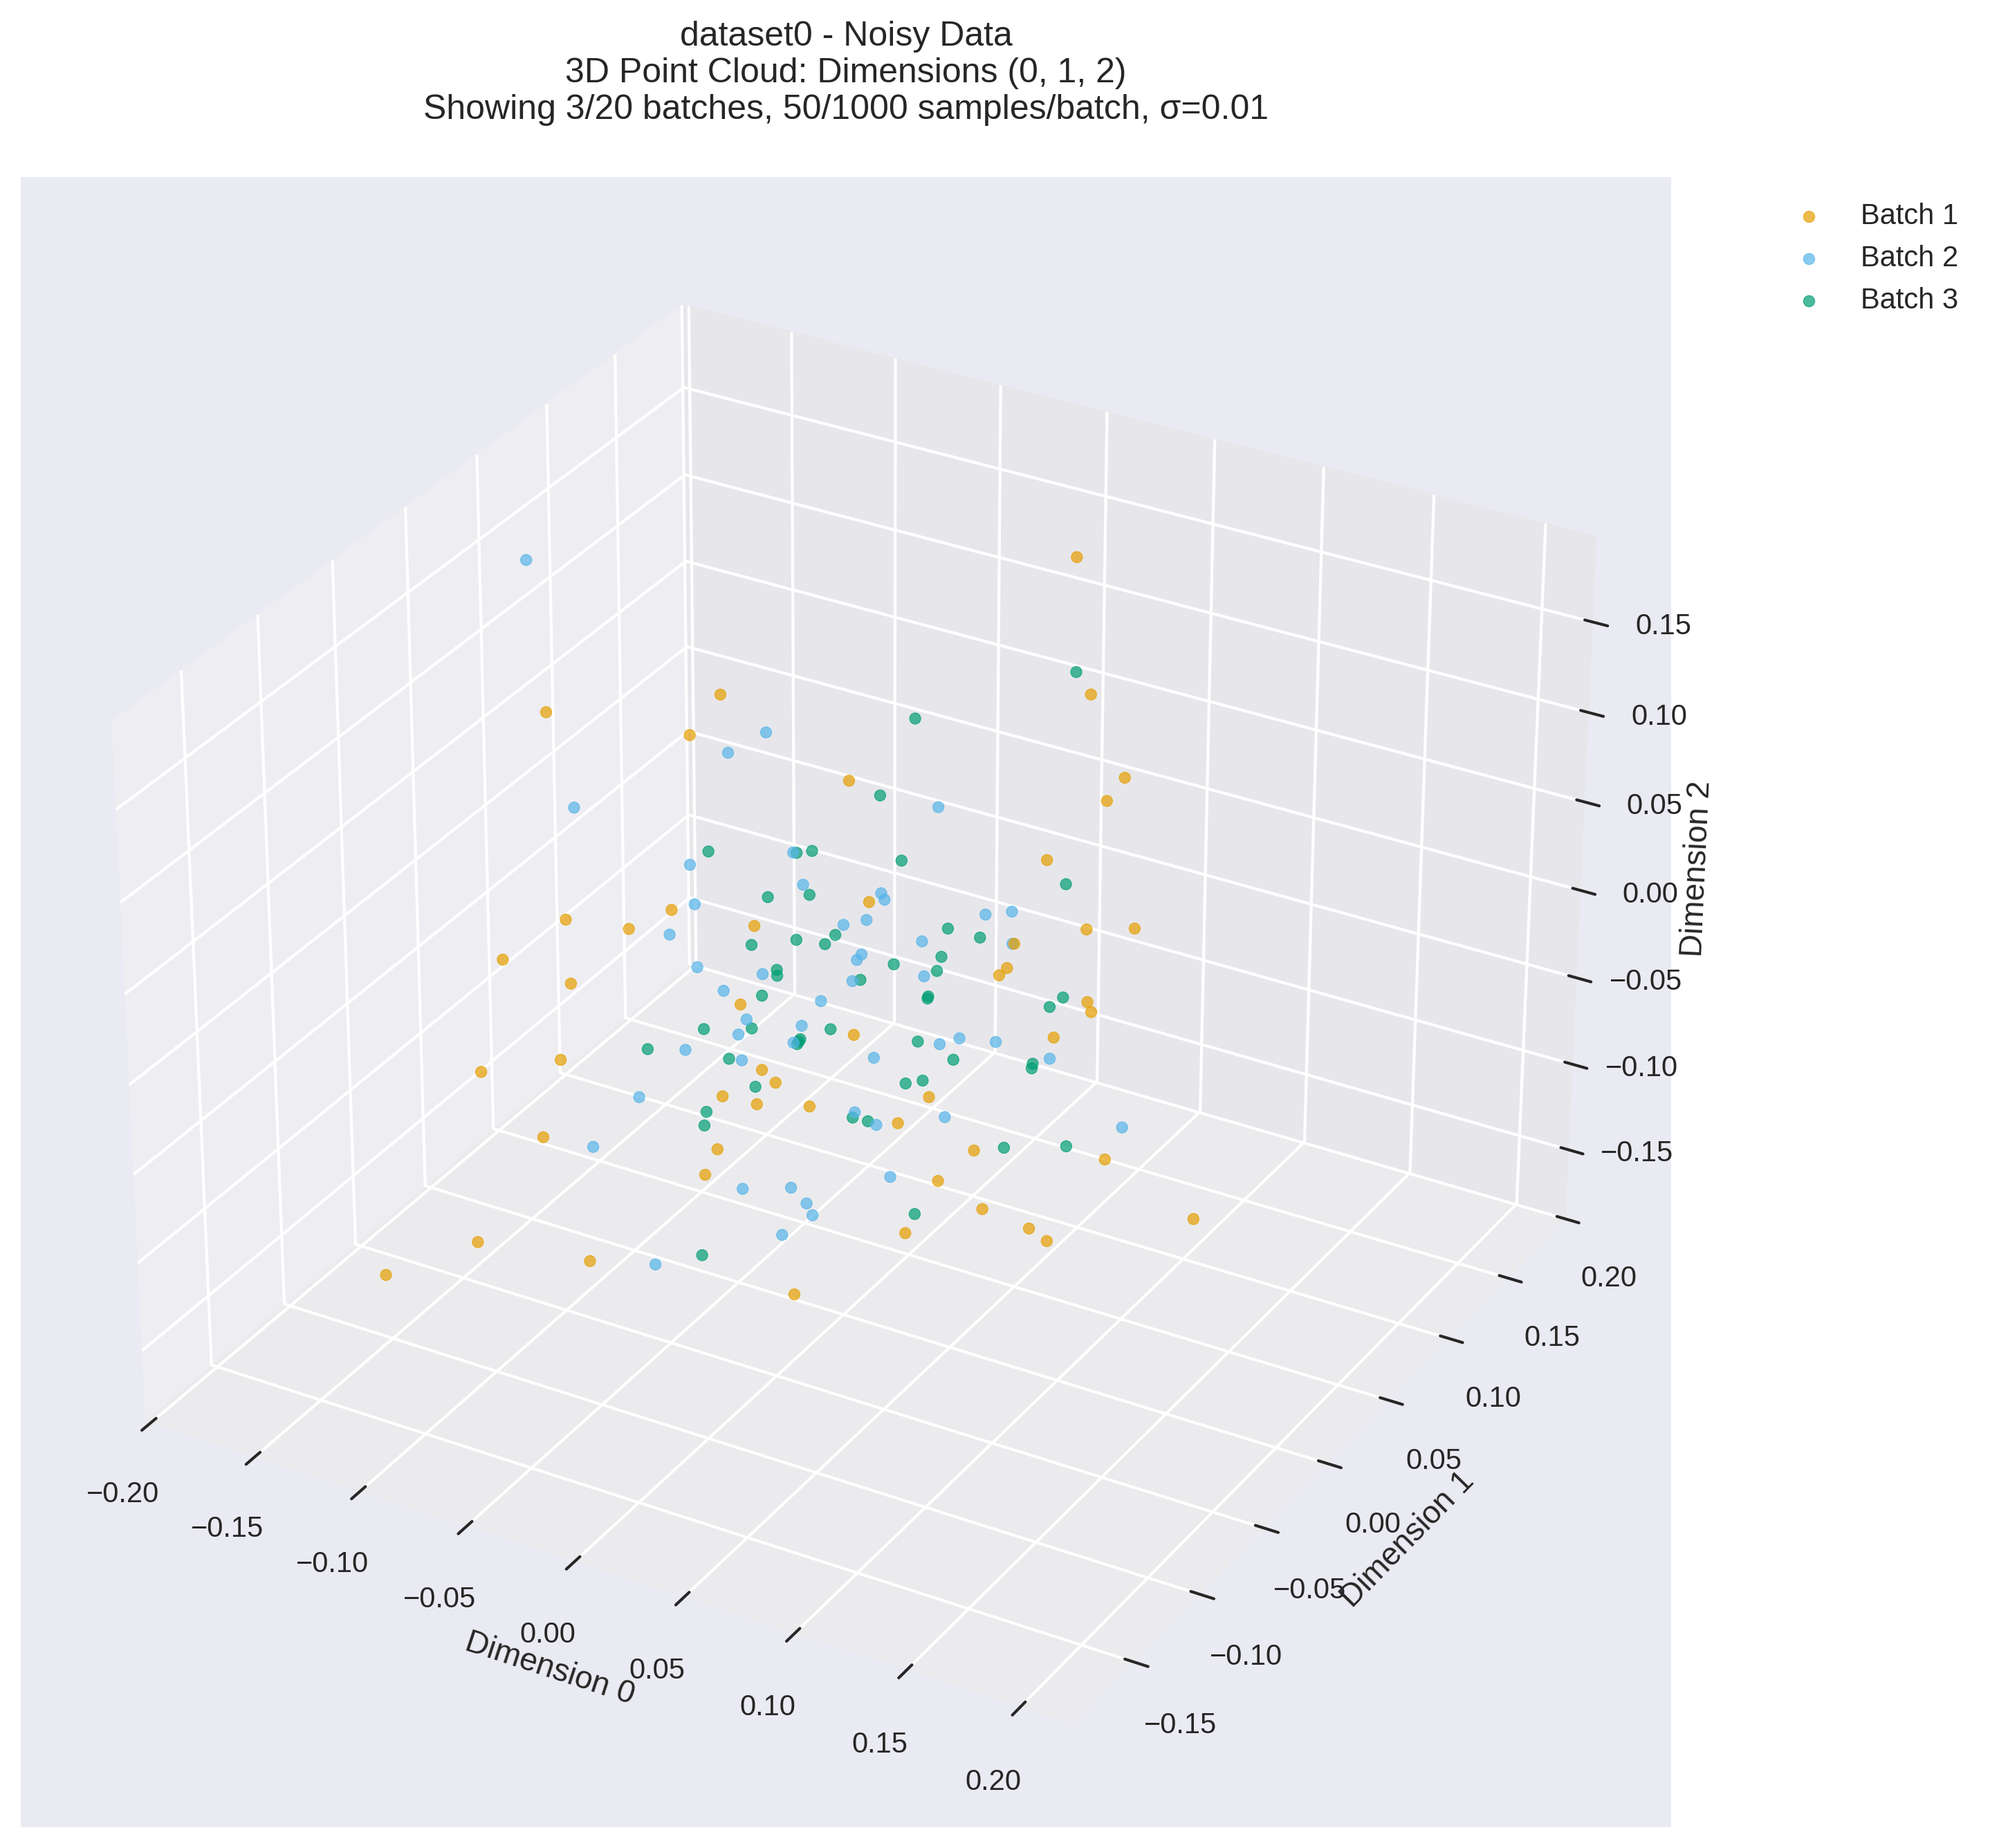 dataset0 - Noisy Data
3D Point Cloud: Dimensions (0, 1, 2)
Showing 3/20 batches, 50/1000 samples/batch, σ=0.01
Batch 1
Batch 2
Batch 3
0.15
0.10
0.05
0.00
−0.05
−0.10
−0.15
Dimension 2
0.20
0.15
0.10
0.05
0.00
−0.05
−0.10
−0.15
Dimension 1
−0.20
−0.15
−0.10
−0.05
0.00
0.05
0.10
0.15
0.20
Dimension 0